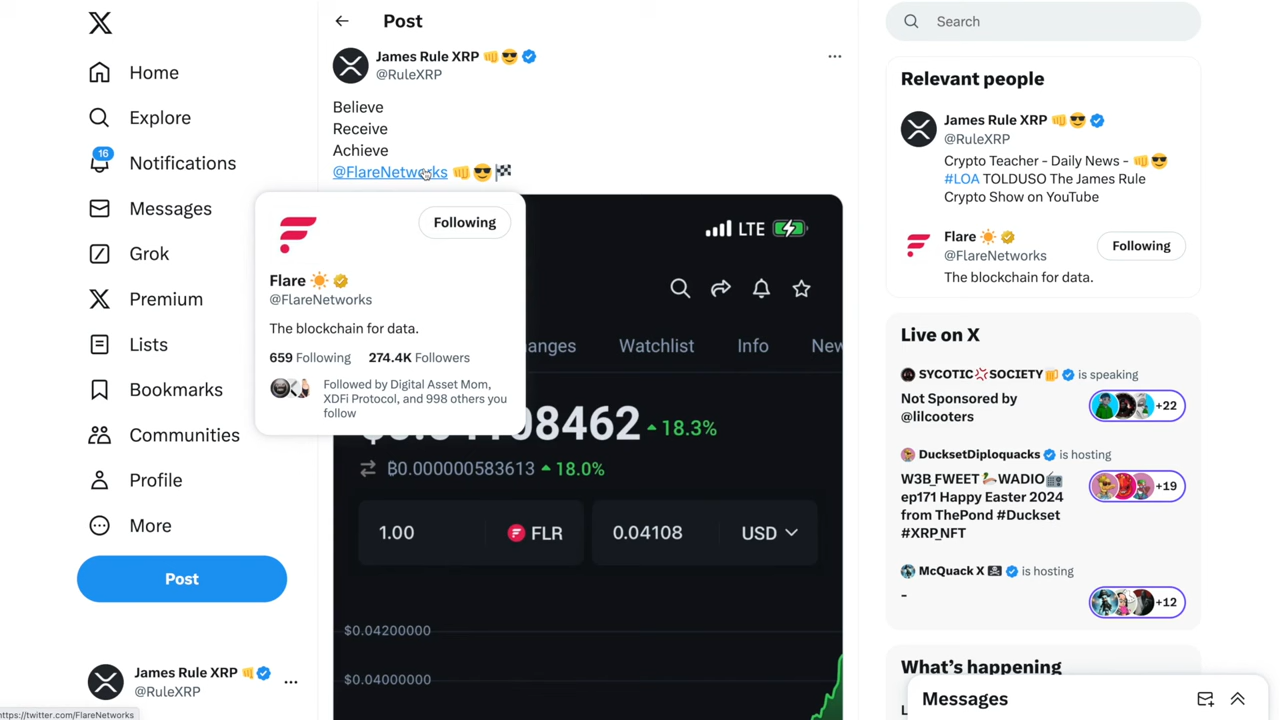 Home
Explore
16
Notifications
Messages
Grok
Premium
Lists
Bookmarks
Communities
Profile
More
Post
James Rule XRP
@RuleXRP
https://twitter.com/FlareNetworks
Post
James Rule XRP
@RuleXRP
Believe
Receive
Achieve
@FlareNetworks
Following
Flare
@FlareNetworks
The blockchain for data.
659 Following 274.4K Followers
Followed by Digital Asset Mom,
XDFi Protocol, and 998 others you
follow
LTE
Watchlist
Info
18.3%
฿0.000000583613 18.0%
1.00 FLR
0.04108 USD
$0.04200000
$0.04000000
Search
Relevant people
James Rule XRP
@RuleXRP
Crypto Teacher - Daily News -
#LOA TOLDUSO The James Rule
Crypto Show on YouTube
Flare
@FlareNetworks
Following
The blockchain for data.
Live on X
SYCOTIC SOCIETY is speaking
Not Sponsored by
@lilcooters
+22
DucksetDiploquacks is hosting
W3B_FWEET WADIO
ep171 Happy Easter 2024
from ThePond #Duckset
#XRP_NFT
+19
McQuack X is hosting
-
+12
What's happening
Messages